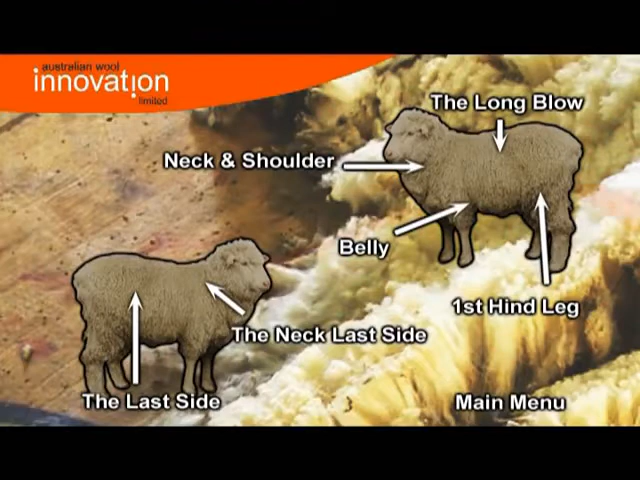 australian wool
innovation
limited
The Long Blow
Neck & Shoulder
Belly
1st Hind Leg
The Neck Last Side
The Last Side
Main Menu